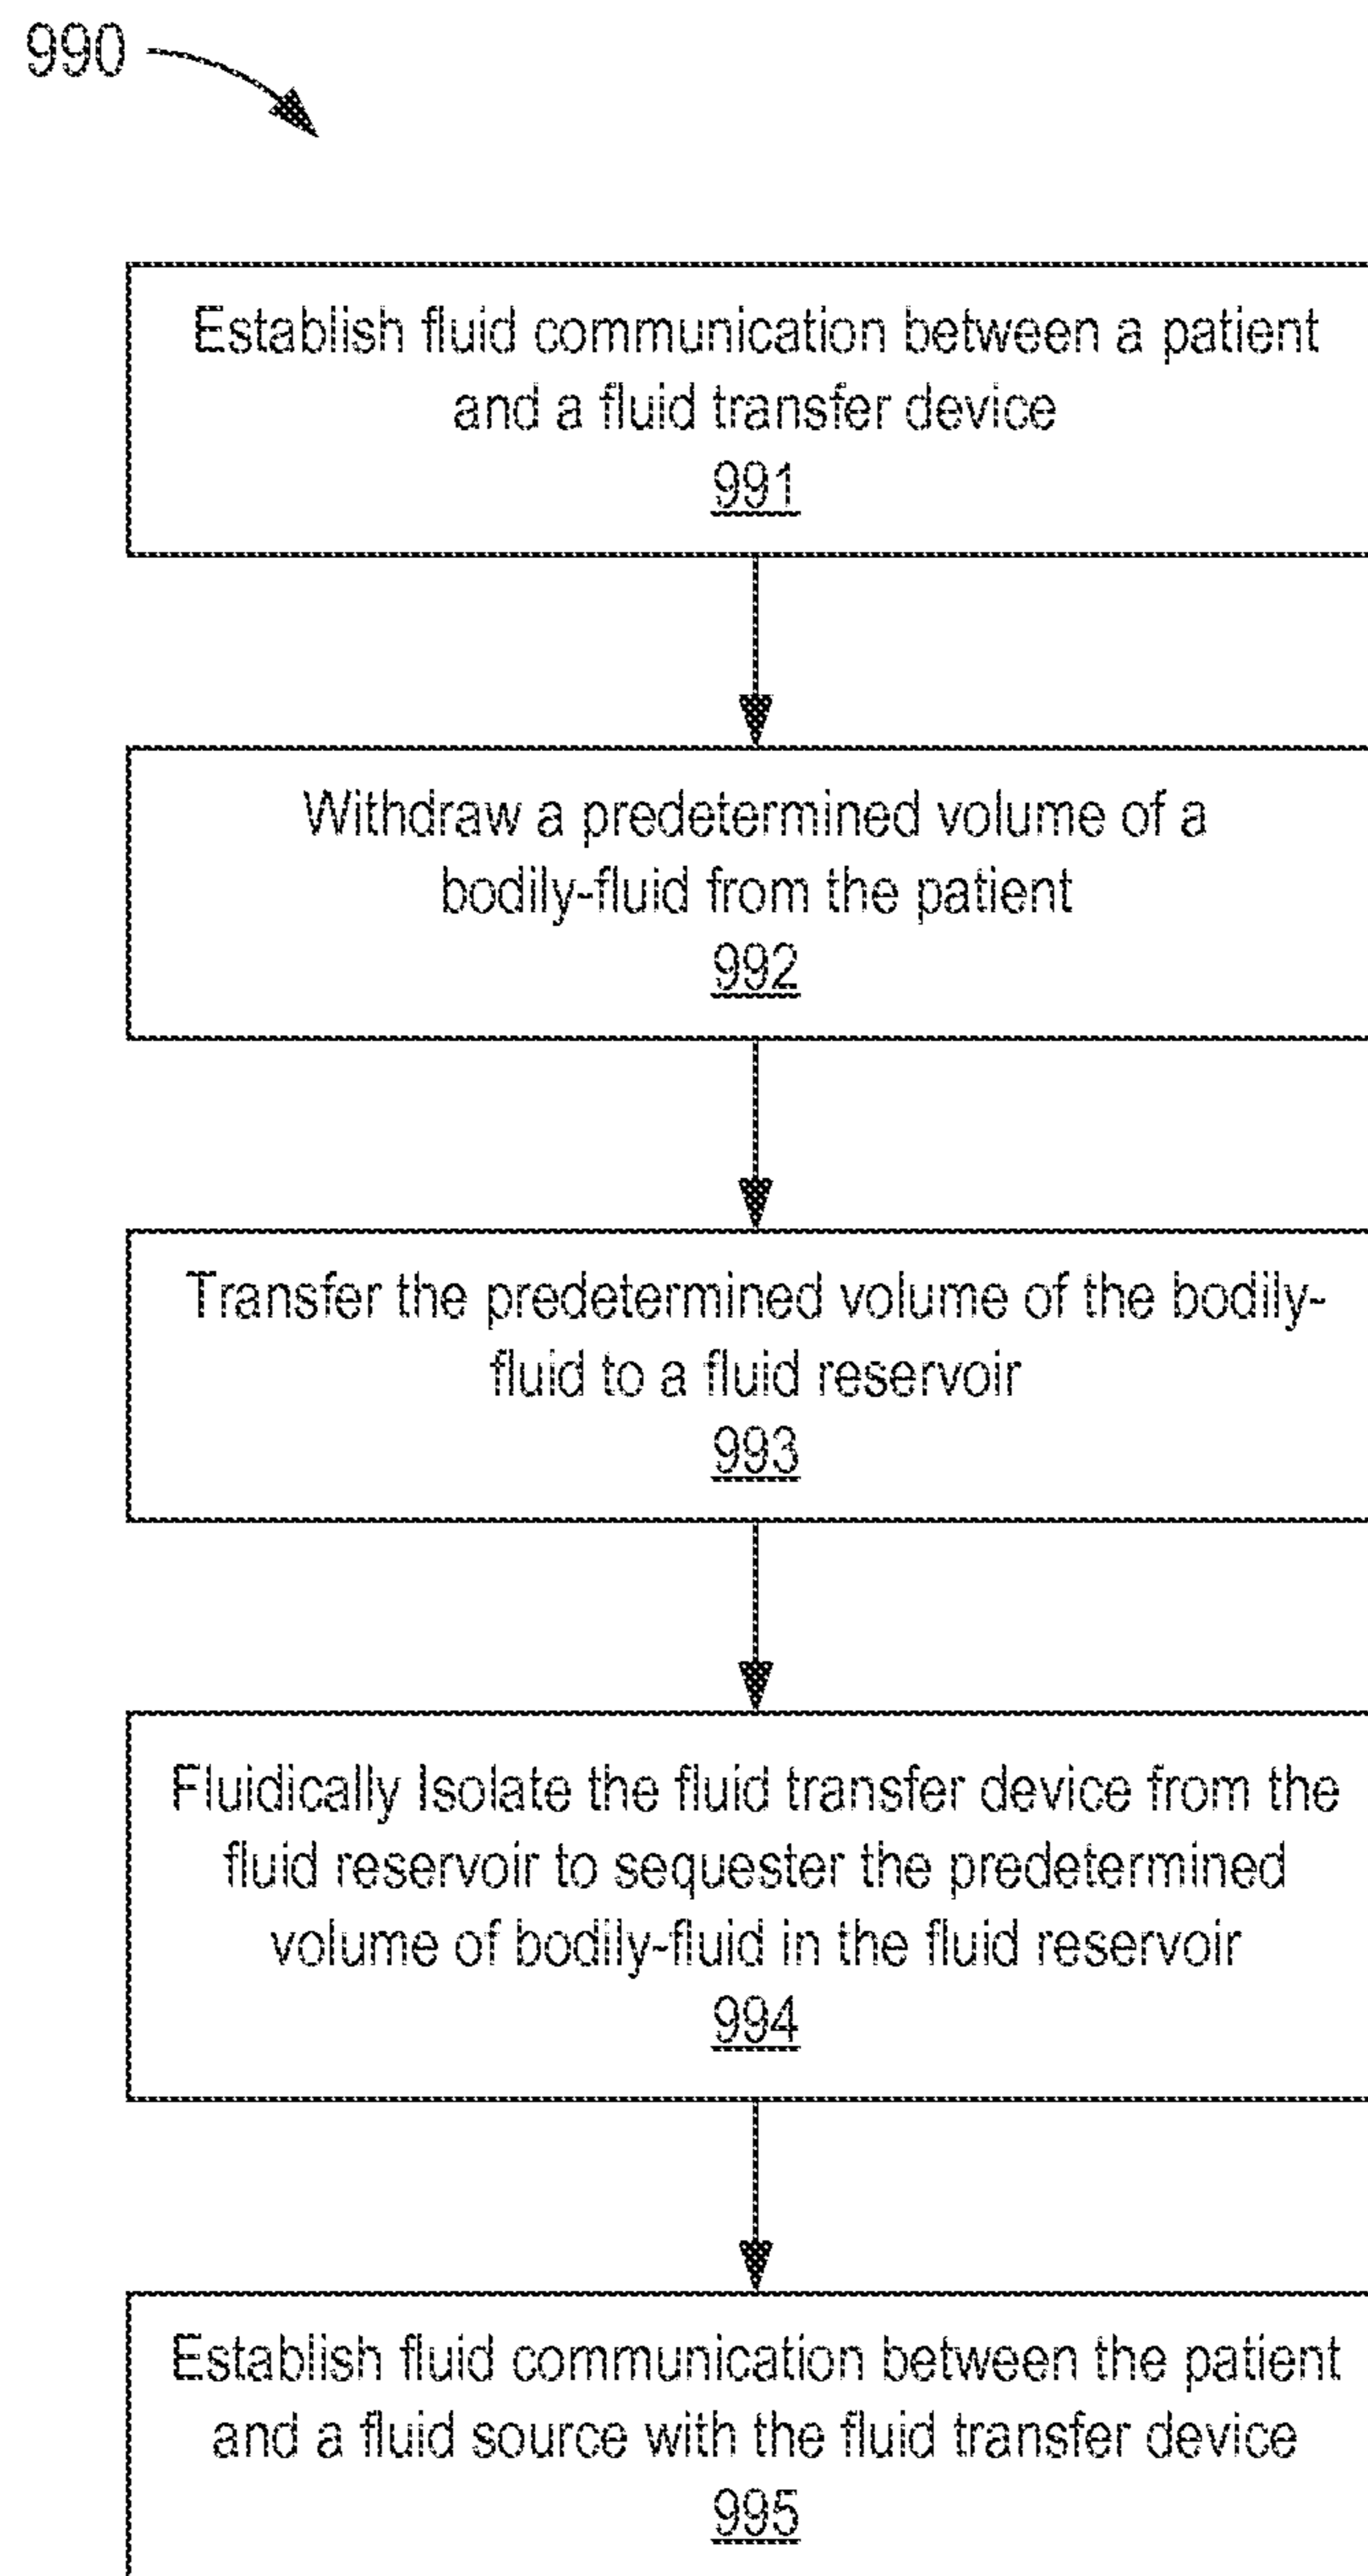 990
Establish fluid communication between a patient
and a fluid transfer device
991
Withdraw a predetermined volume of a
bodily-fluid from the patient
992
Transfer the predetermined volume of the bodily-
fluid to a fluid reservoir
993
Fluidically Isolate the fluid transfer device from the
fluid reservoir to sequester the predetermined
volume of bodily-fluid in the fluid reservoir
994
Establish fluid communication between the patient
and a fluid source with the fluid transfer device
995